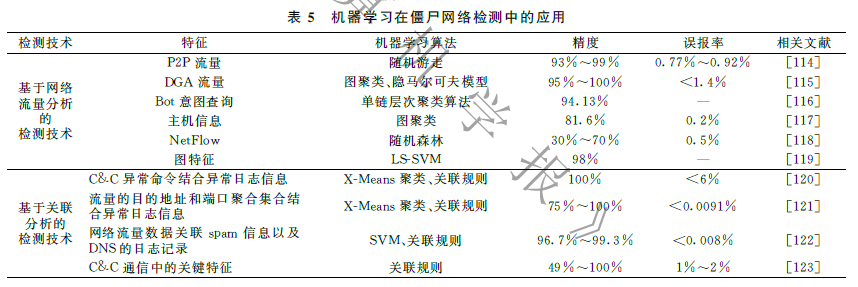 表 5 机器学习在僵尸网络检测中的应用
检测技术 特征 机器学习算法 精度 误报率 相关文献
基于网络
流量分析
的
检测技术
P2P 流量 随机游走 93%~99% 0.77%~0.92% [114]
DGA 流量 图聚类、隐马尔可夫模型 95%~100% <1.4% [115]
Bot 意图查询 单链层次聚类算法 94.13% — [116]
主机信息 图聚类 81.6% 0.2% [117]
NetFlow 随机森林 30%~70% 0.5% [118]
图特征 LS-SVM 98% — [119]
基于关联
分析的
检测技术
C&C 异常命令结合异常日志信息 X-Means 聚类、关联规则 100% <6% [120]
流量的目的地址和端口聚合集合结
合异常日志信息 X-Means 聚类、关联规则 75%~100% <0.0091% [121]
网络流量数据关联 spam 信息以及
DNS的日志记录 SVM、关联规则 96.7%~99.3% <0.008% [122]
C&C 通信中的关键特征 关联规则 49%~100% 1%~2% [123]
机学报》